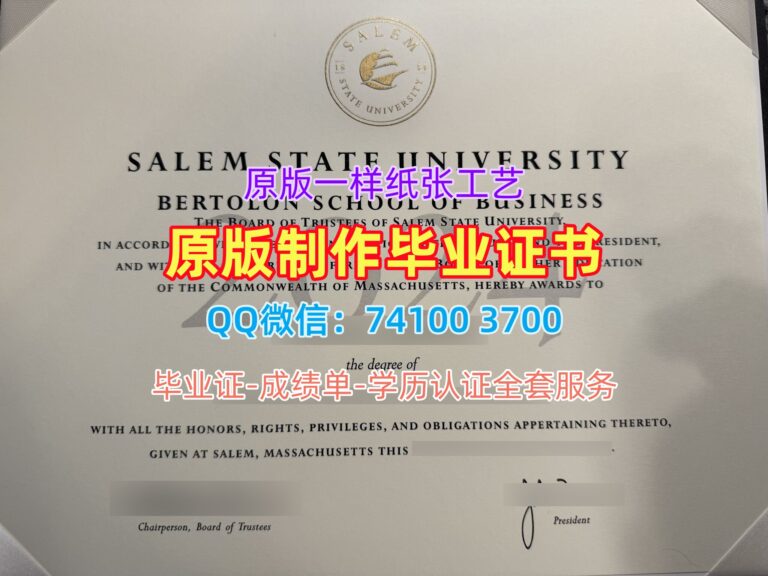 SALEM
STATE UNIVERSITY
SALEM STATE UNIVERSITY
原版一样纸张工艺
BERTOLON SCHOOL OF BUSINESS
THE BOARD OF TRUSTEES OF SALEM STATE UNIVERSITY,
IN ACCORD
PRESIDENT,
原版制作毕业证书
AND
OF THE COMMONWEALTH OF MASSACHUSETTS, HEREBY AWARDS TO
QQ微信：74100 3700
the degree of
毕业证-成绩单-学历认证全套服务
WITH ALL THE HONORS, RIGHTS, PRIVILEGES, AND OBLIGATIONS APPERTAINING THERETO,
GIVEN AT SALEM, MASSACHUSETTS THIS
Chairperson, Board of Trustees
President